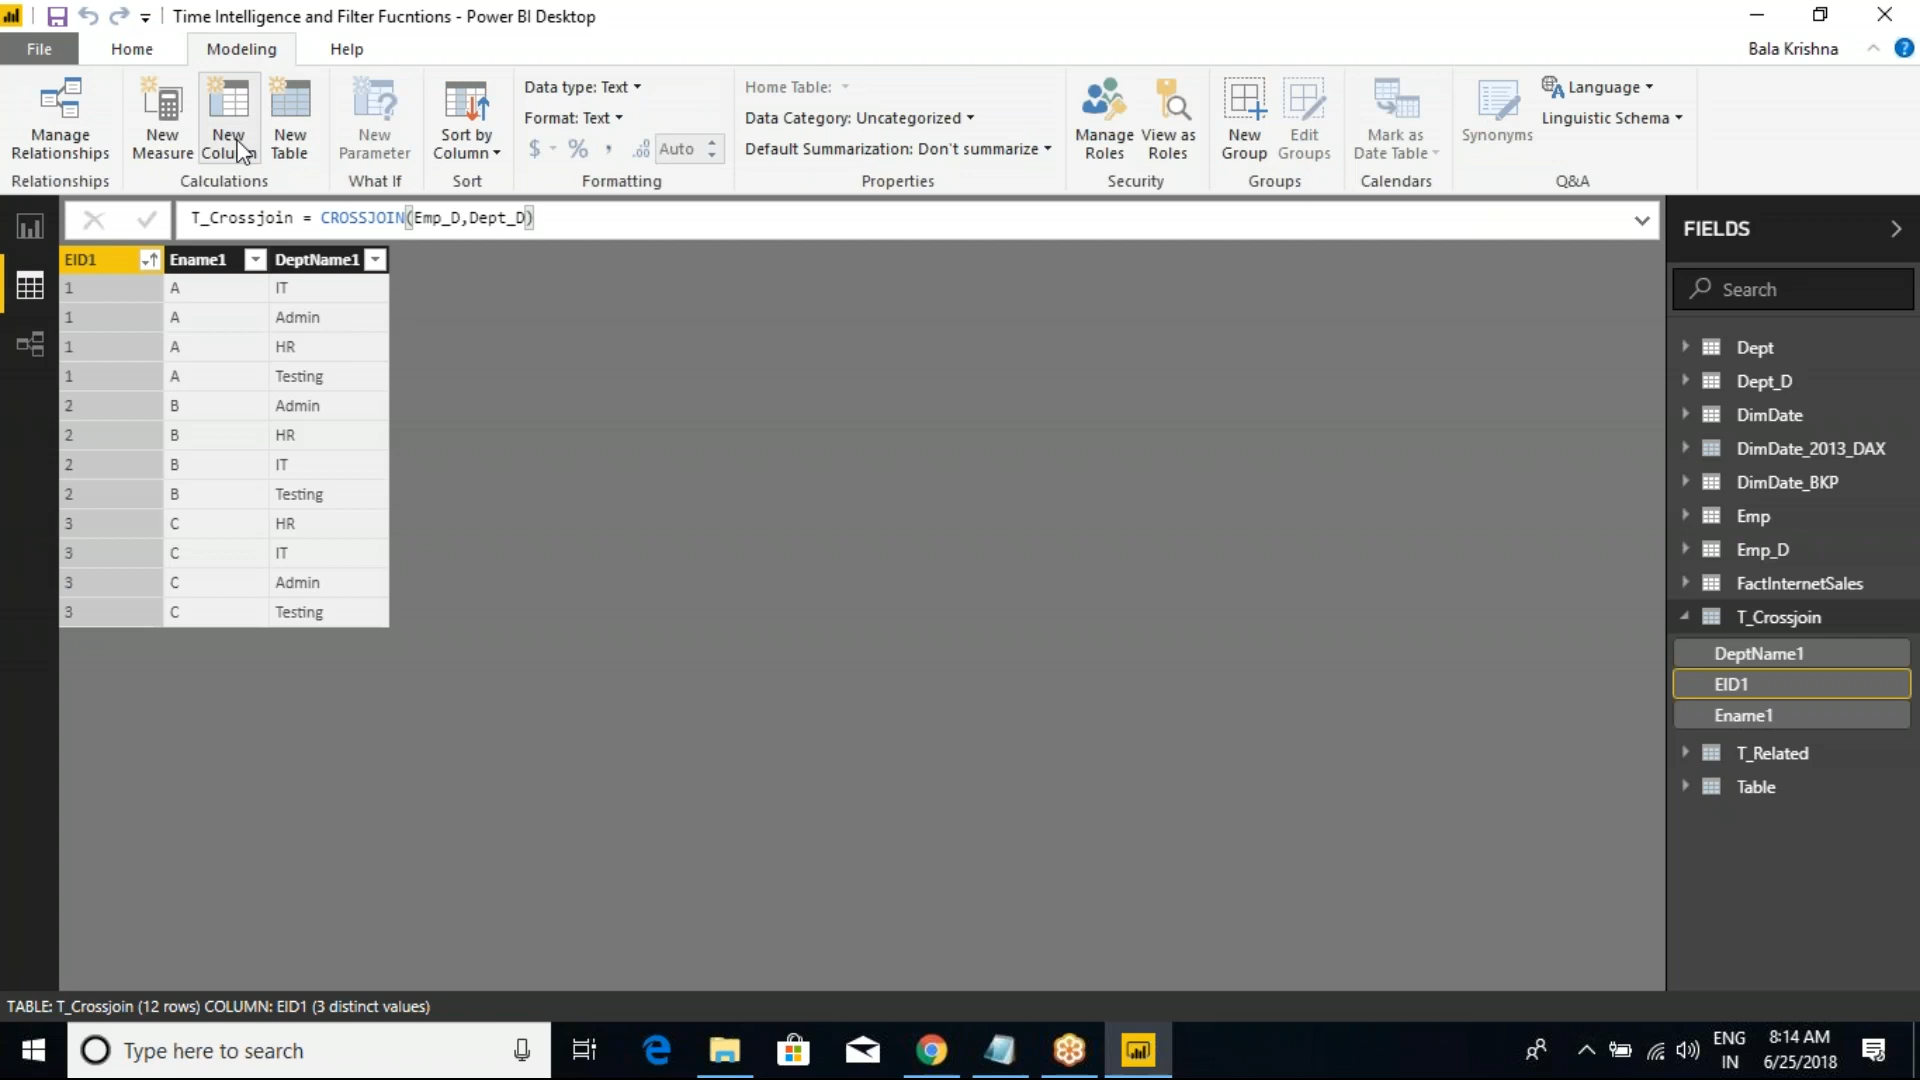 Time Intelligence and Filter Fucntions - Power BI Desktop
File
Home
Modeling
Help
Bala Krishna
Manage Relationships
New Measure
New Column
New Table
New Parameter
Sort by Column
Data type: Text
Format: Text
$ % , .00 Auto
Home Table:
Data Category: Uncategorized
Default Summarization: Don't summarize
Manage Roles
View as Roles
New Group
Edit Groups
Mark as Date Table
Synonyms
Language
Linguistic Schema
Relationships
Calculations
What If
Sort
Formatting
Properties
Security
Groups
Calendars
Q&A
T_Crossjoin = CROSSJOIN(Emp_D,Dept_D)
EID1 Ename1 DeptName1
1 A IT
1 A Admin
1 A HR
1 A Testing
2 B Admin
2 B HR
2 B IT
2 B Testing
3 C HR
3 C IT
3 C Admin
3 C Testing
FIELDS
Search
Dept
Dept_D
DimDate
DimDate_2013_DAX
DimDate_BKP
Emp
Emp_D
FactInternetSales
T_Crossjoin
DeptName1
EID1
Ename1
T_Related
Table
TABLE: T_Crossjoin (12 rows) COLUMN: EID1 (3 distinct values)
Type here to search
ENG
IN
8:14 AM
6/25/2018